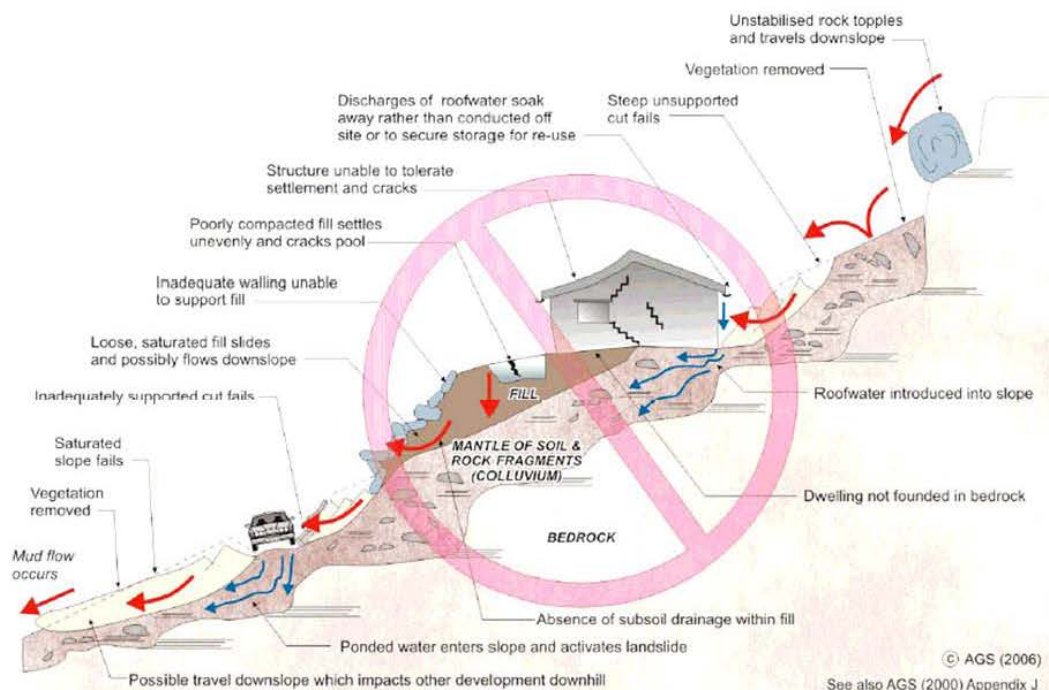 Unstabilised rock topples
and travels downslope
Vegetation removed
Discharges of roofwater soak
away rather than conducted off
site or to secure storage for re-use
Steep unsupported
cut fails
Structure unable to tolerate
settlement and cracks
Poorly compacted fill settles
unevenly and cracks pool
Inadequate walling unable
to support fill
Loose, saturated fill slides
and possibly flows downslope
Inadequately supported cut fails
Roofwater introduced into slope
FILL
Saturated
slope fails
MANTLE OF SOIL &
ROCK FRAGMENTS
(COLLUVIUM)
Vegetation
removed
Dwelling not founded in bedrock
BEDROCK
Mud flow
occurs
Absence of subsoil drainage within fill
Ponded water enters slope and activates landslide
© AGS (2006)
Possible travel downslope which impacts other development downhill
See also AGS (2000) Appendix J